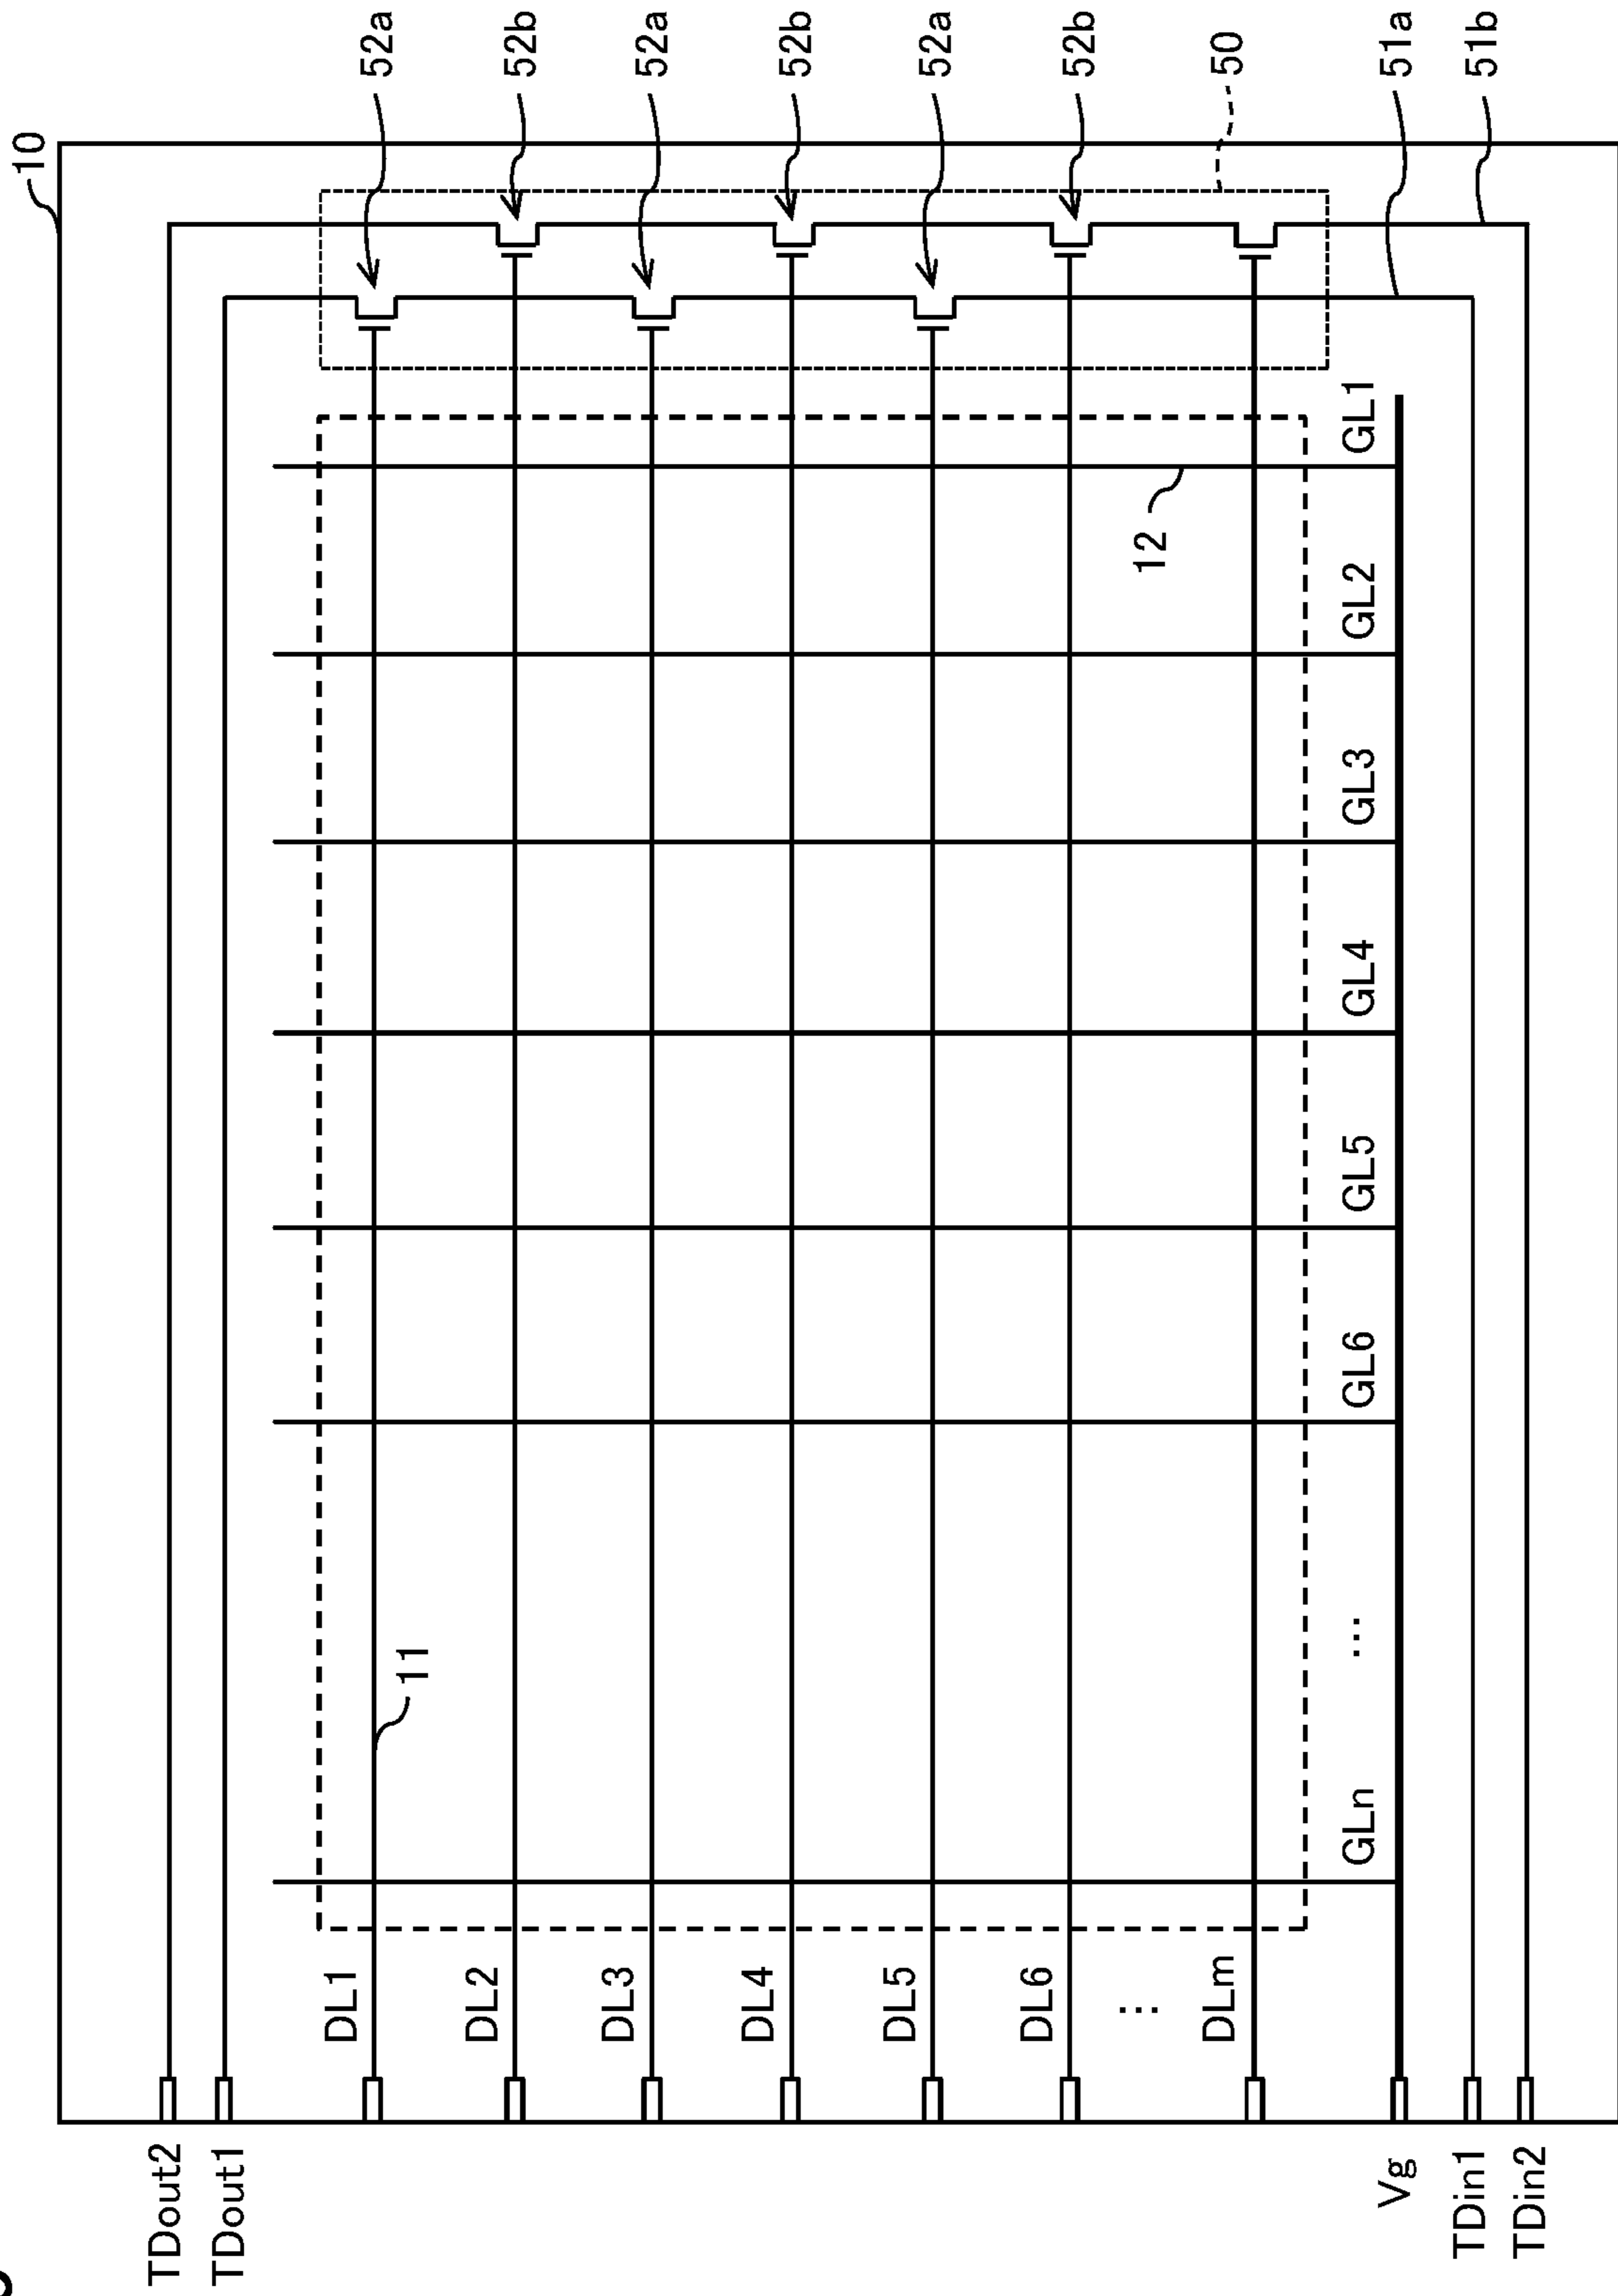 10
52a
52b
52a
52b
52a
52b
50
51a
51b
GL1
12
GL2
GL3
GL4
GL5
GL6
11
...
GLn
DL1
DL2
DL3
DL4
DL5
DL6
...
DLm
TDout2
TDout1
Vg
TDin1
TDin2